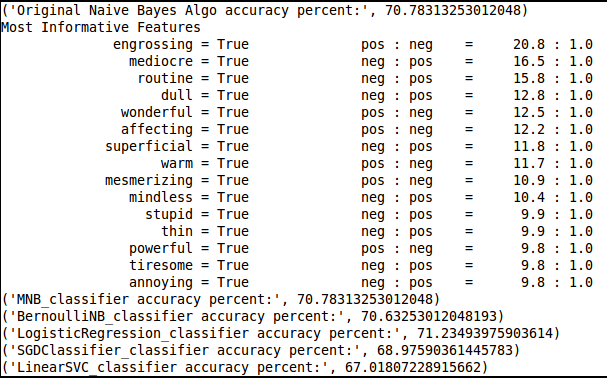 ('Original Naive Bayes Algo accuracy percent:', 70.78313253012048)
Most Informative Features
engrossing = True pos : neg = 20.8 : 1.0
mediocre = True neg : pos = 16.5 : 1.0
routine = True neg : pos = 15.8 : 1.0
dull = True neg : pos = 12.8 : 1.0
wonderful = True pos : neg = 12.5 : 1.0
affecting = True pos : neg = 12.2 : 1.0
superficial = True neg : pos = 11.8 : 1.0
warm = True pos : neg = 11.7 : 1.0
mesmerizing = True pos : neg = 10.9 : 1.0
mindless = True neg : pos = 10.4 : 1.0
stupid = True neg : pos = 9.9 : 1.0
thin = True neg : pos = 9.9 : 1.0
powerful = True pos : neg = 9.8 : 1.0
tiresome = True neg : pos = 9.8 : 1.0
annoying = True neg : pos = 9.8 : 1.0
('MNB_classifier accuracy percent:', 70.78313253012048)
('BernoulliNB_classifier accuracy percent:', 70.63253012048193)
('LogisticRegression_classifier accuracy percent:', 71.23493975903614)
('SGDClassifier_classifier accuracy percent:', 68.97590361445783)
('LinearSVC_classifier accuracy percent:', 67.01807228915662)